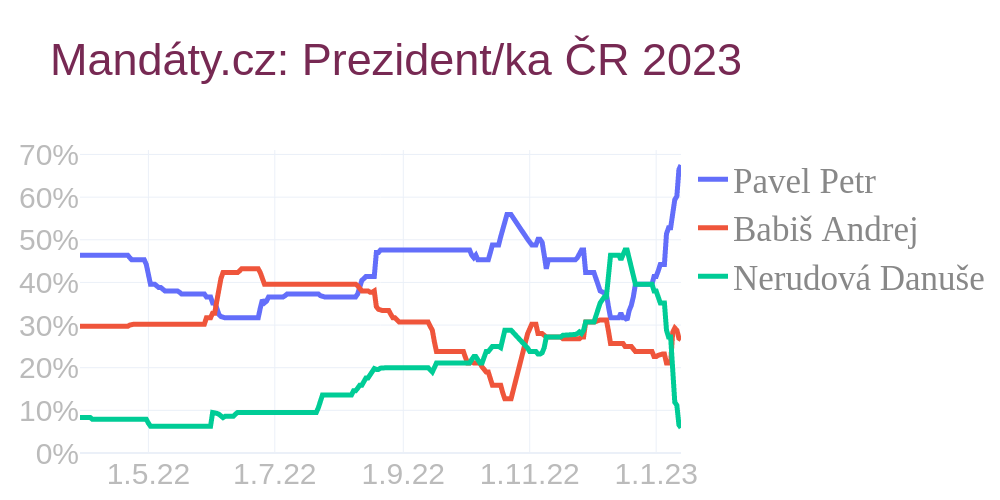 Mandáty.cz: Prezident/ka ČR 2023
70%
60%
50%
40%
30%
20%
10%
0%
1.5.22 1.7.22 1.9.22 1.11.22 1.1.23
Pavel Petr
Babiš Andrej
Nerudová Danuše